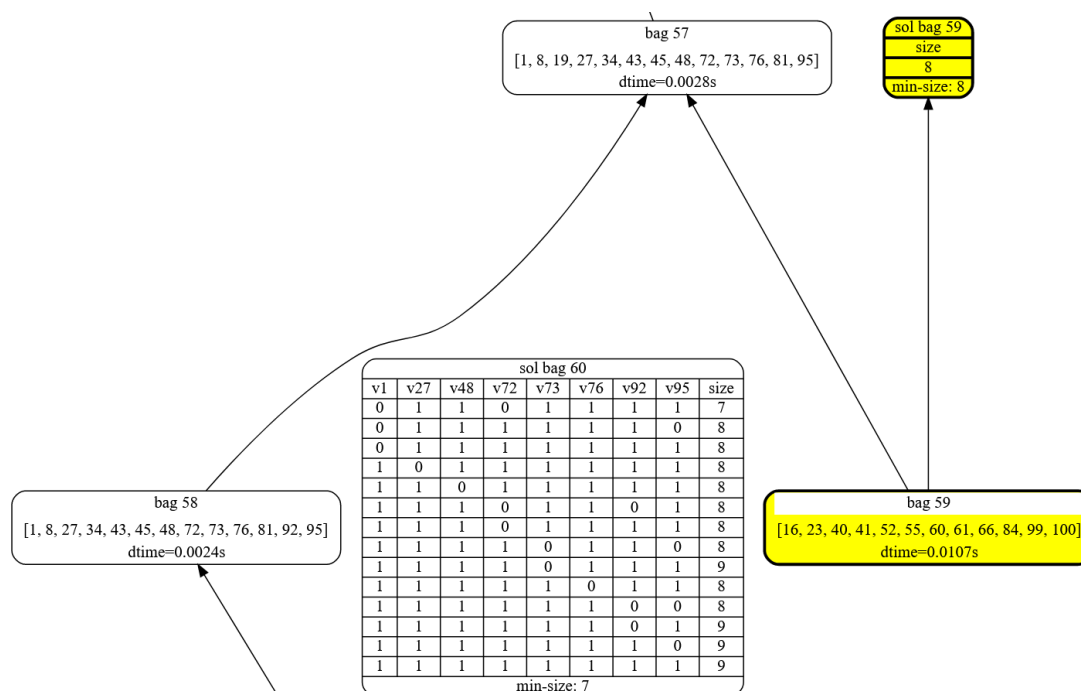 bag 57
[1, 8, 19, 27, 34, 43, 45, 48, 72, 73, 76, 81, 95]
dtime=0.0028s
sol bag 59
size
8
min-size: 8
sol bag 60
v1 v27 v48 v72 v73 v76 v92 v95 size
0 1 1 0 1 1 1 1 7
0 1 1 1 1 1 1 0 8
0 1 1 1 1 1 1 1 8
1 0 1 1 1 1 1 1 8
1 1 0 1 1 1 1 1 8
1 1 1 0 1 1 0 1 8
1 1 1 0 1 1 1 1 8
1 1 1 1 0 1 1 0 8
1 1 1 1 0 1 1 1 9
1 1 1 1 1 0 1 1 8
1 1 1 1 1 1 0 0 8
1 1 1 1 1 1 0 1 9
1 1 1 1 1 1 1 0 9
1 1 1 1 1 1 1 1 9
min-size: 7
bag 58
[1, 8, 27, 34, 43, 45, 48, 72, 73, 76, 81, 92, 95]
dtime=0.0024s
bag 59
[16, 23, 40, 41, 52, 55, 60, 61, 66, 84, 99, 100]
dtime=0.0107s